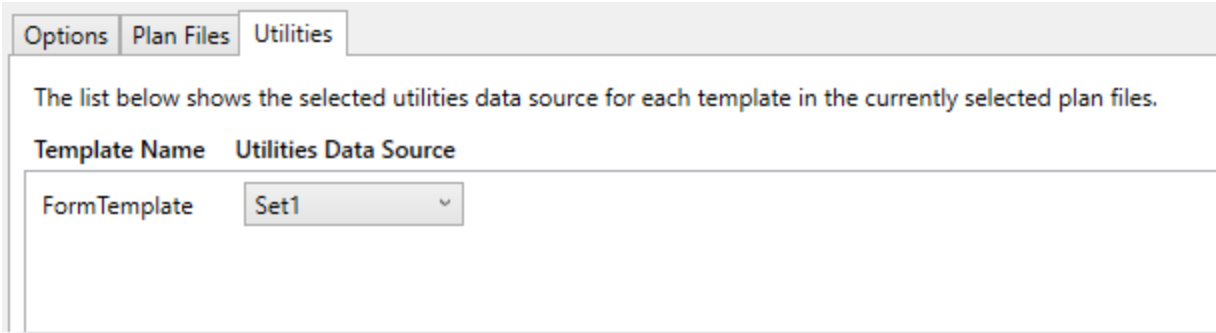 Options Plan Files Utilities
The list below shows the selected utilities data source for each template in the currently selected plan files.
Template Name Utilities Data Source
FormTemplate Set1